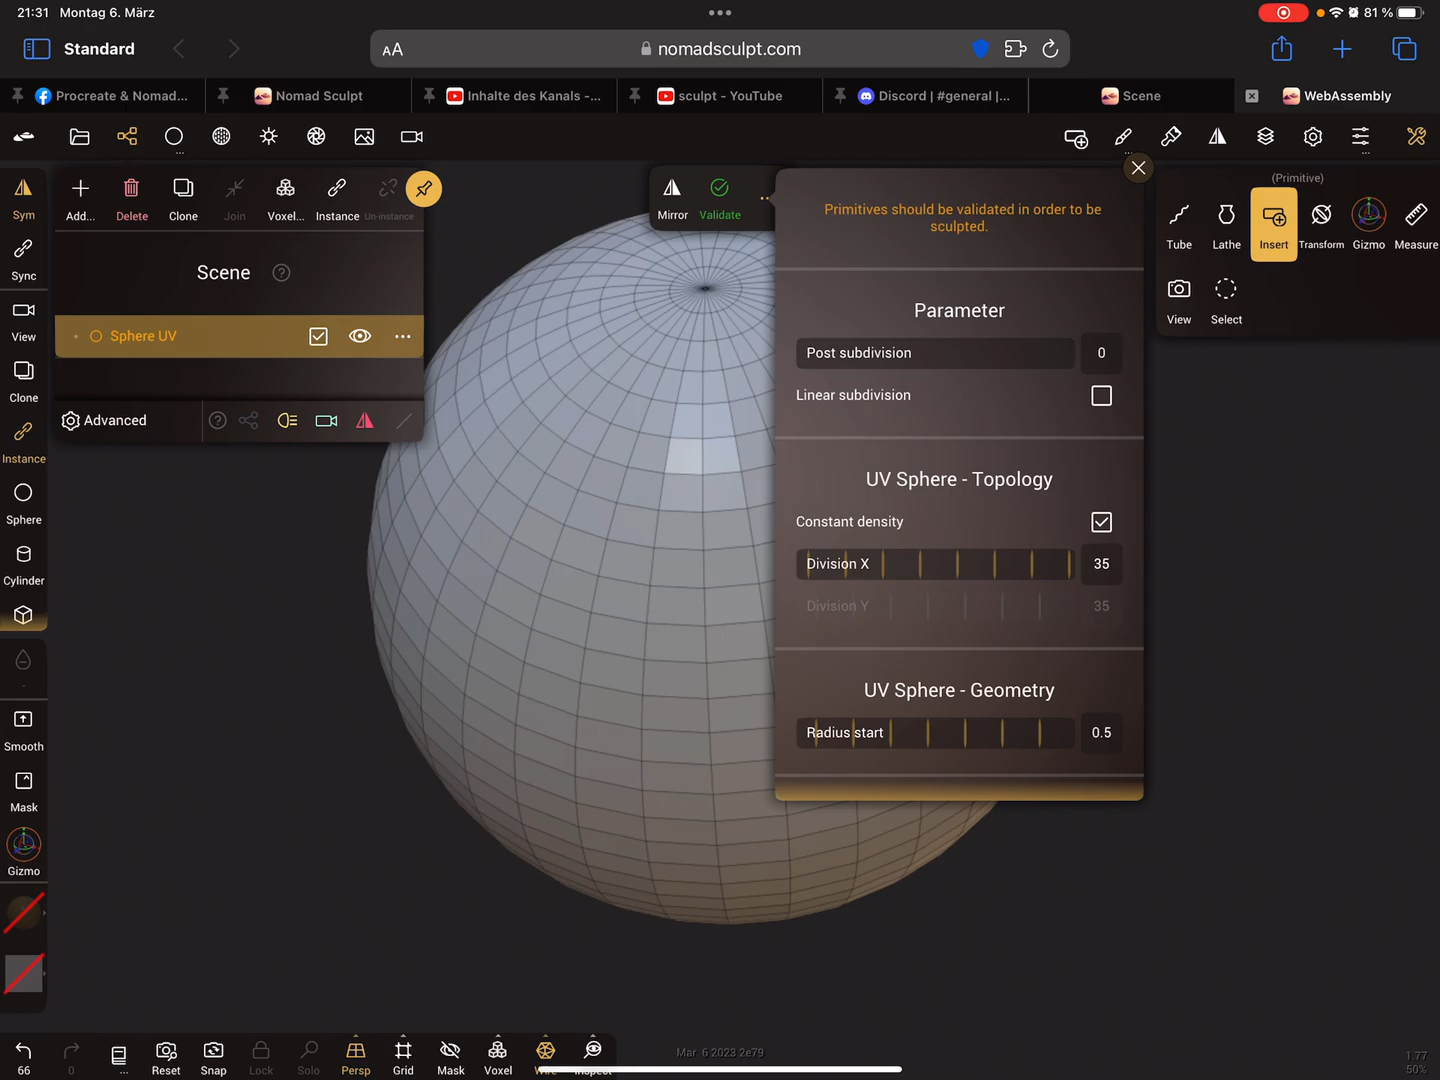 21:31 Montag 6. März
81 %
Standard
AA
nomadsculpt.com
Procreate & Nomad...
Nomad Sculpt
Inhalte des Kanals -...
sculpt - YouTube
Discord | #general |...
Scene
WebAssembly
Sym
Sync
View
Clone
Instance
Sphere
Cylinder
-
Smooth
Mask
Gizmo
Add...
Delete
Clone
Join
Voxel...
Instance
Un-instance
Scene ?
Sphere UV
Advanced
?
Mirror
Validate
Primitives should be validated in order to be
sculpted.
Parameter
Post subdivision 0
Linear subdivision
UV Sphere - Topology
Constant density
Division X 35
Division Y 35
UV Sphere - Geometry
Radius start 0.5
(Primitive)
Tube
Lathe
Insert
Transform
Gizmo
Measure
View
Select
66
0
...
Reset
Snap
Lock
Solo
Persp
Grid
Mask
Voxel
Mar 6 2023 2e79
1.77
50%